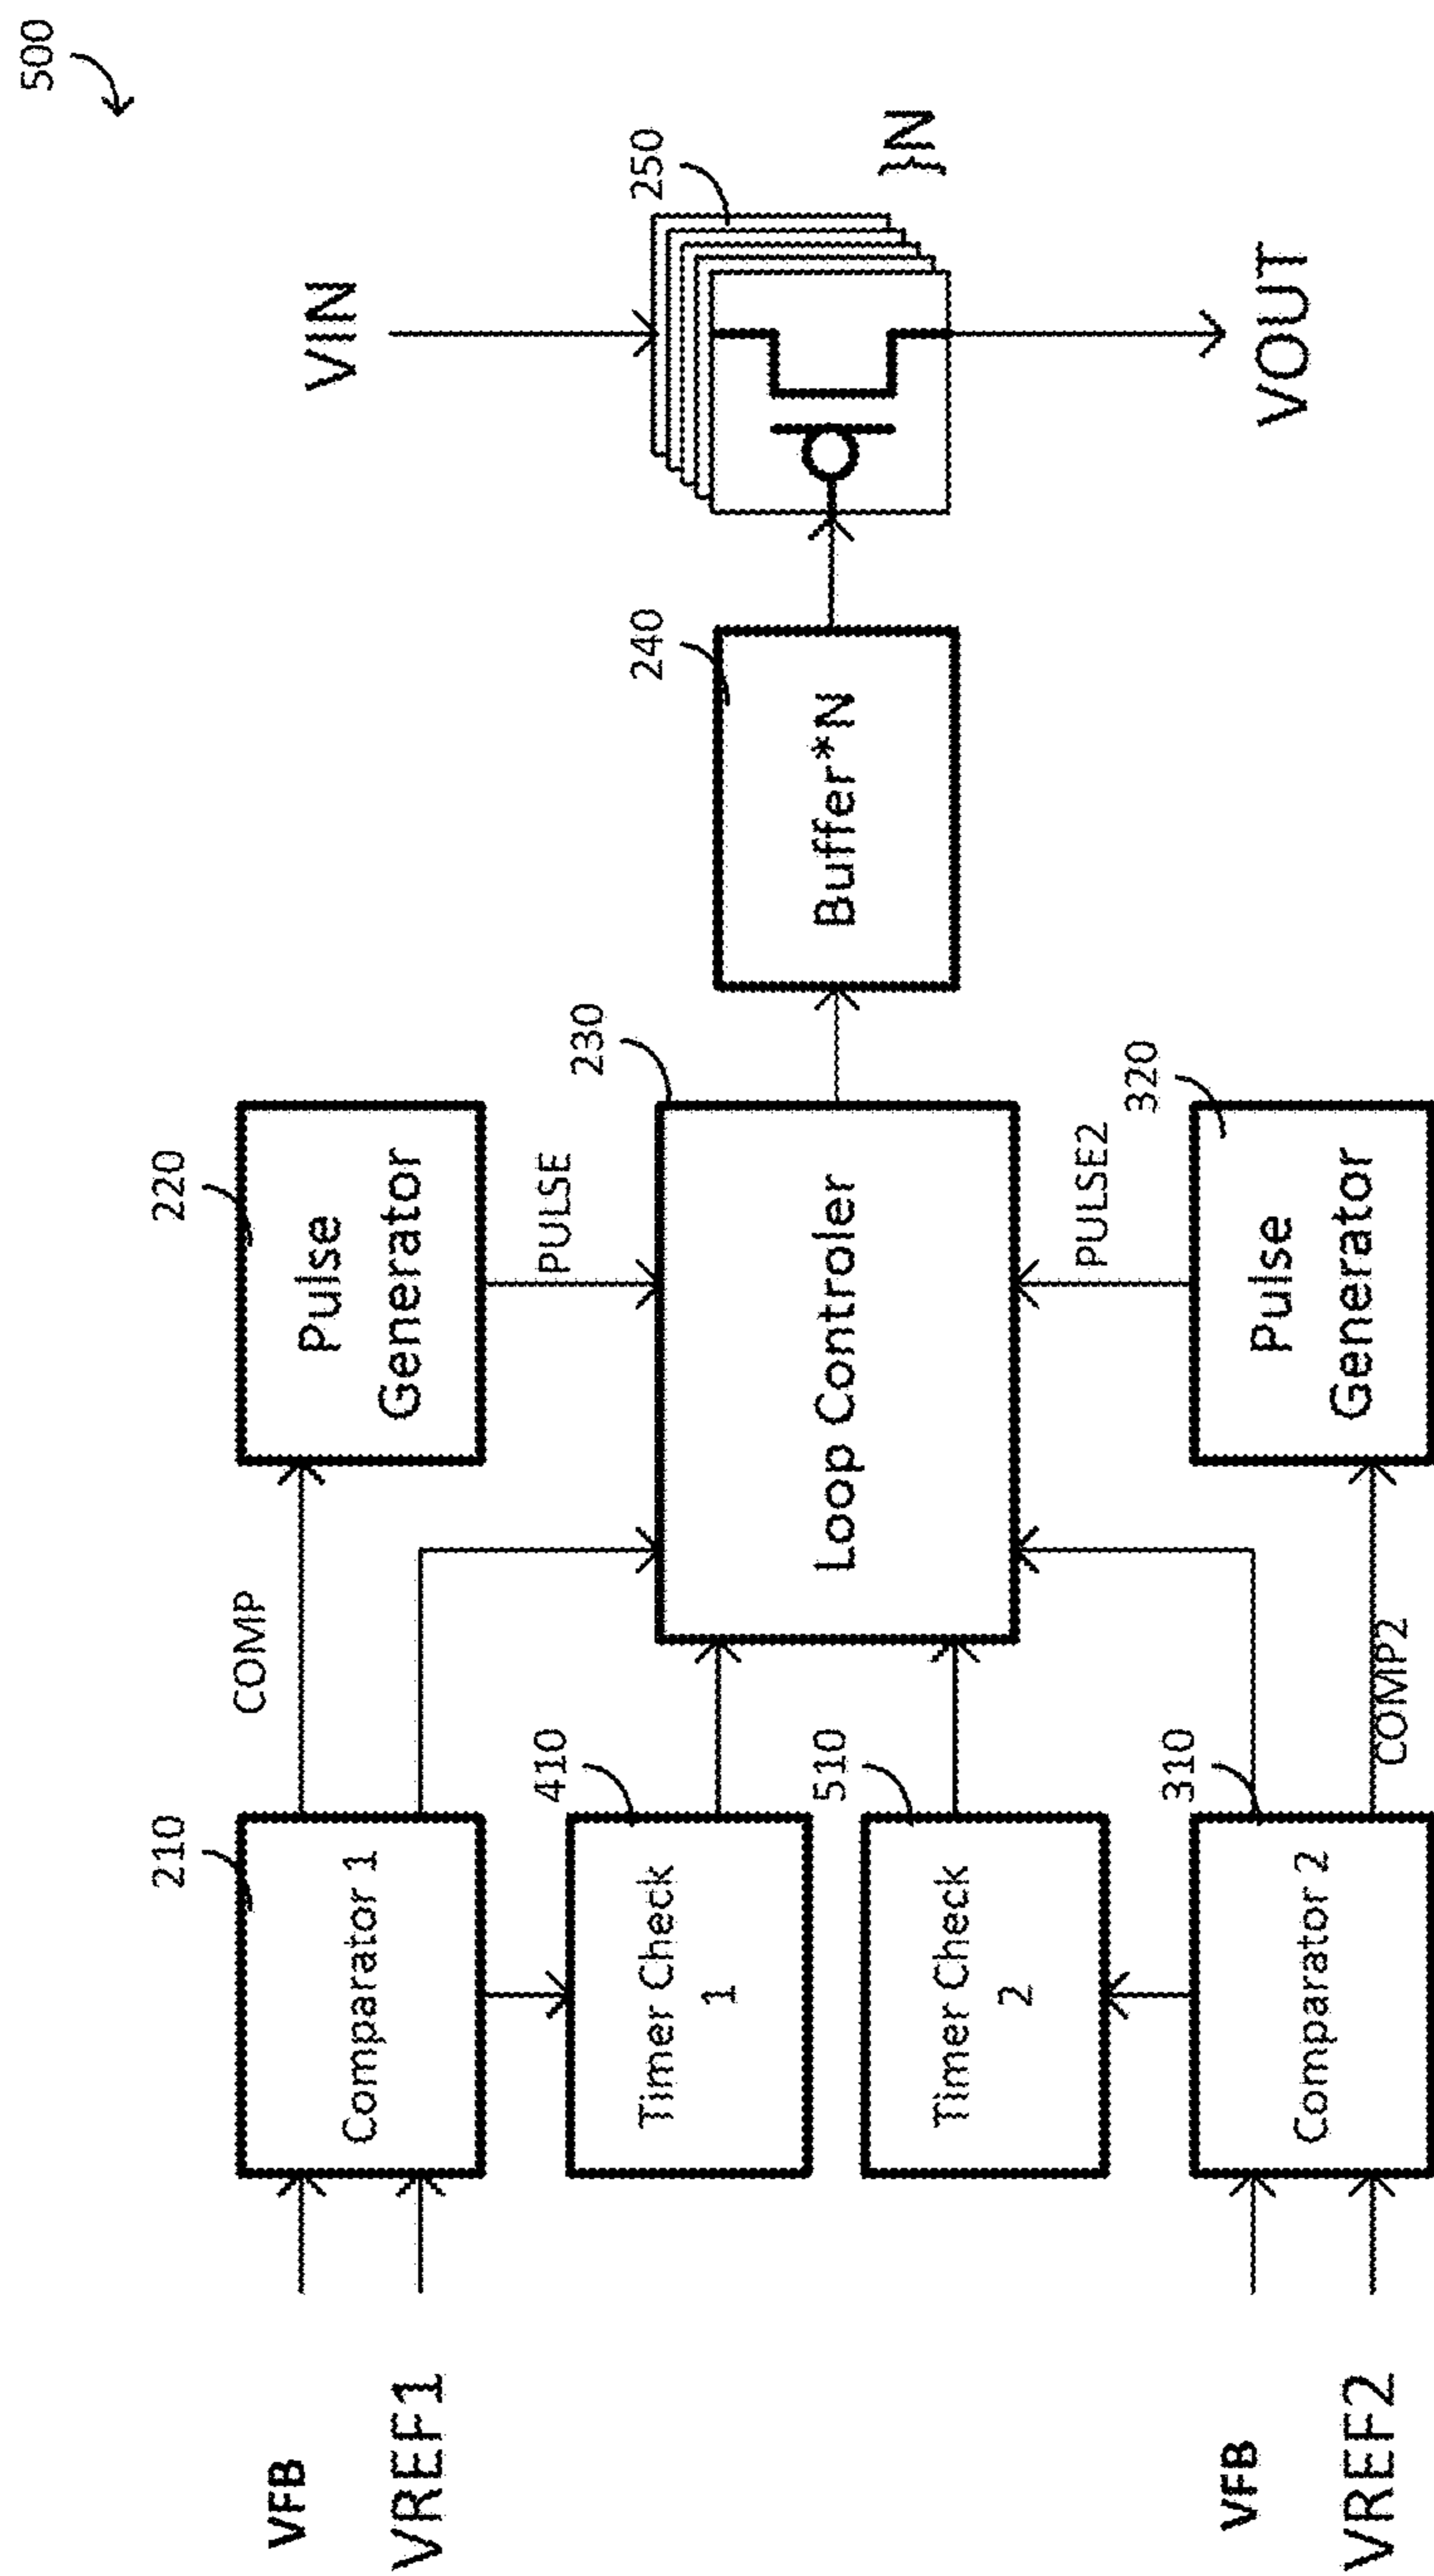 500
VIN
250
}N
VOUT
240
Buffer*N
230
220
Pulse
Generator
PULSE
Loop Controler
PULSE2
320
Pulse
Generator
COMP
COMP2
210
Comparator 1
410
Timer Check
1
510
Timer Check
2
310
Comparator 2
VFB
VREF1
VFB
VREF2